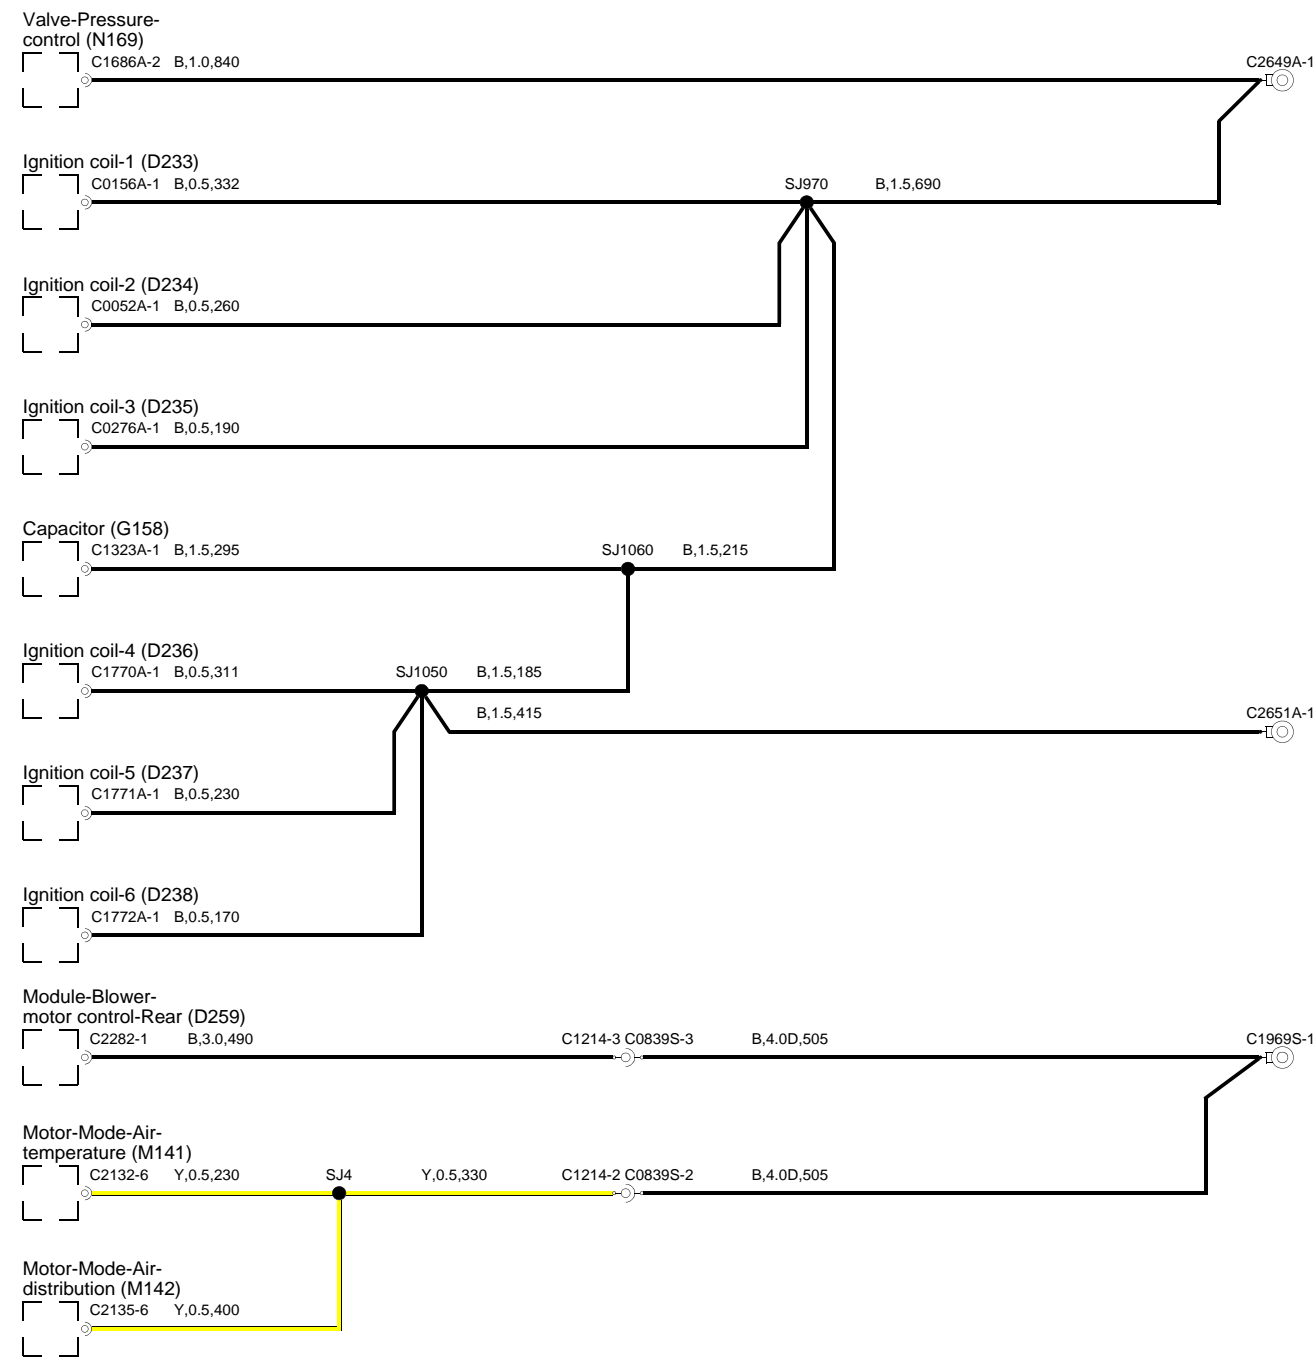 Valve-Pressure-
control (N169)
C1686A-2 B,1.0,840 C2649A-1
Ignition coil-1 (D233)
C0156A-1 B,0.5,332 SJ970 B,1.5,690
Ignition coil-2 (D234)
C0052A-1 B,0.5,260
Ignition coil-3 (D235)
C0276A-1 B,0.5,190
Capacitor (G158)
C1323A-1 B,1.5,295 SJ1060 B,1.5,215
Ignition coil-4 (D236)
C1770A-1 B,0.5,311 SJ1050 B,1.5,185
B,1.5,415 C2651A-1
Ignition coil-5 (D237)
C1771A-1 B,0.5,230
Ignition coil-6 (D238)
C1772A-1 B,0.5,170
Module-Blower-
motor control-Rear (D259)
C2282-1 B,3.0,490 C1214-3 C0839S-3 B,4.0D,505 C1969S-1
Motor-Mode-Air-
temperature (M141)
C2132-6 Y,0.5,230 SJ4 Y,0.5,330 C1214-2 C0839S-2 B,4.0D,505
Motor-Mode-Air-
distribution (M142)
C2135-6 Y,0.5,400